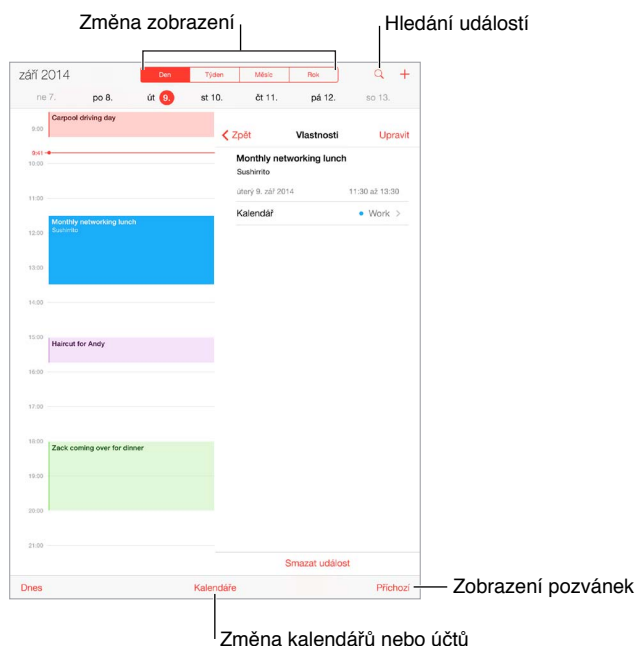 Změna zobrazení
Hledání událostí
září 2014
Den Týden Měsíc Rok
ne 7. po 8. út 9. st 10. čt 11. pá 12. so 13.
Carpool driving day
9:00
9:41
10:00
11:00
Monthly networking lunch
Sushirrito
12:00
13:00
14:00
15:00
Haircut for Andy
16:00
17:00
18:00
Zack coming over for dinner
19:00
20:00
21:00
Zpět Vlastnosti Upravit
Monthly networking lunch
Sushirrito
úterý 9. zář 2014 11:30 až 13:30
Kalendář Work
Smazat událost
Dnes Kalendáře Příchozí
Zobrazení pozvánek
Změna kalendářů nebo účtů